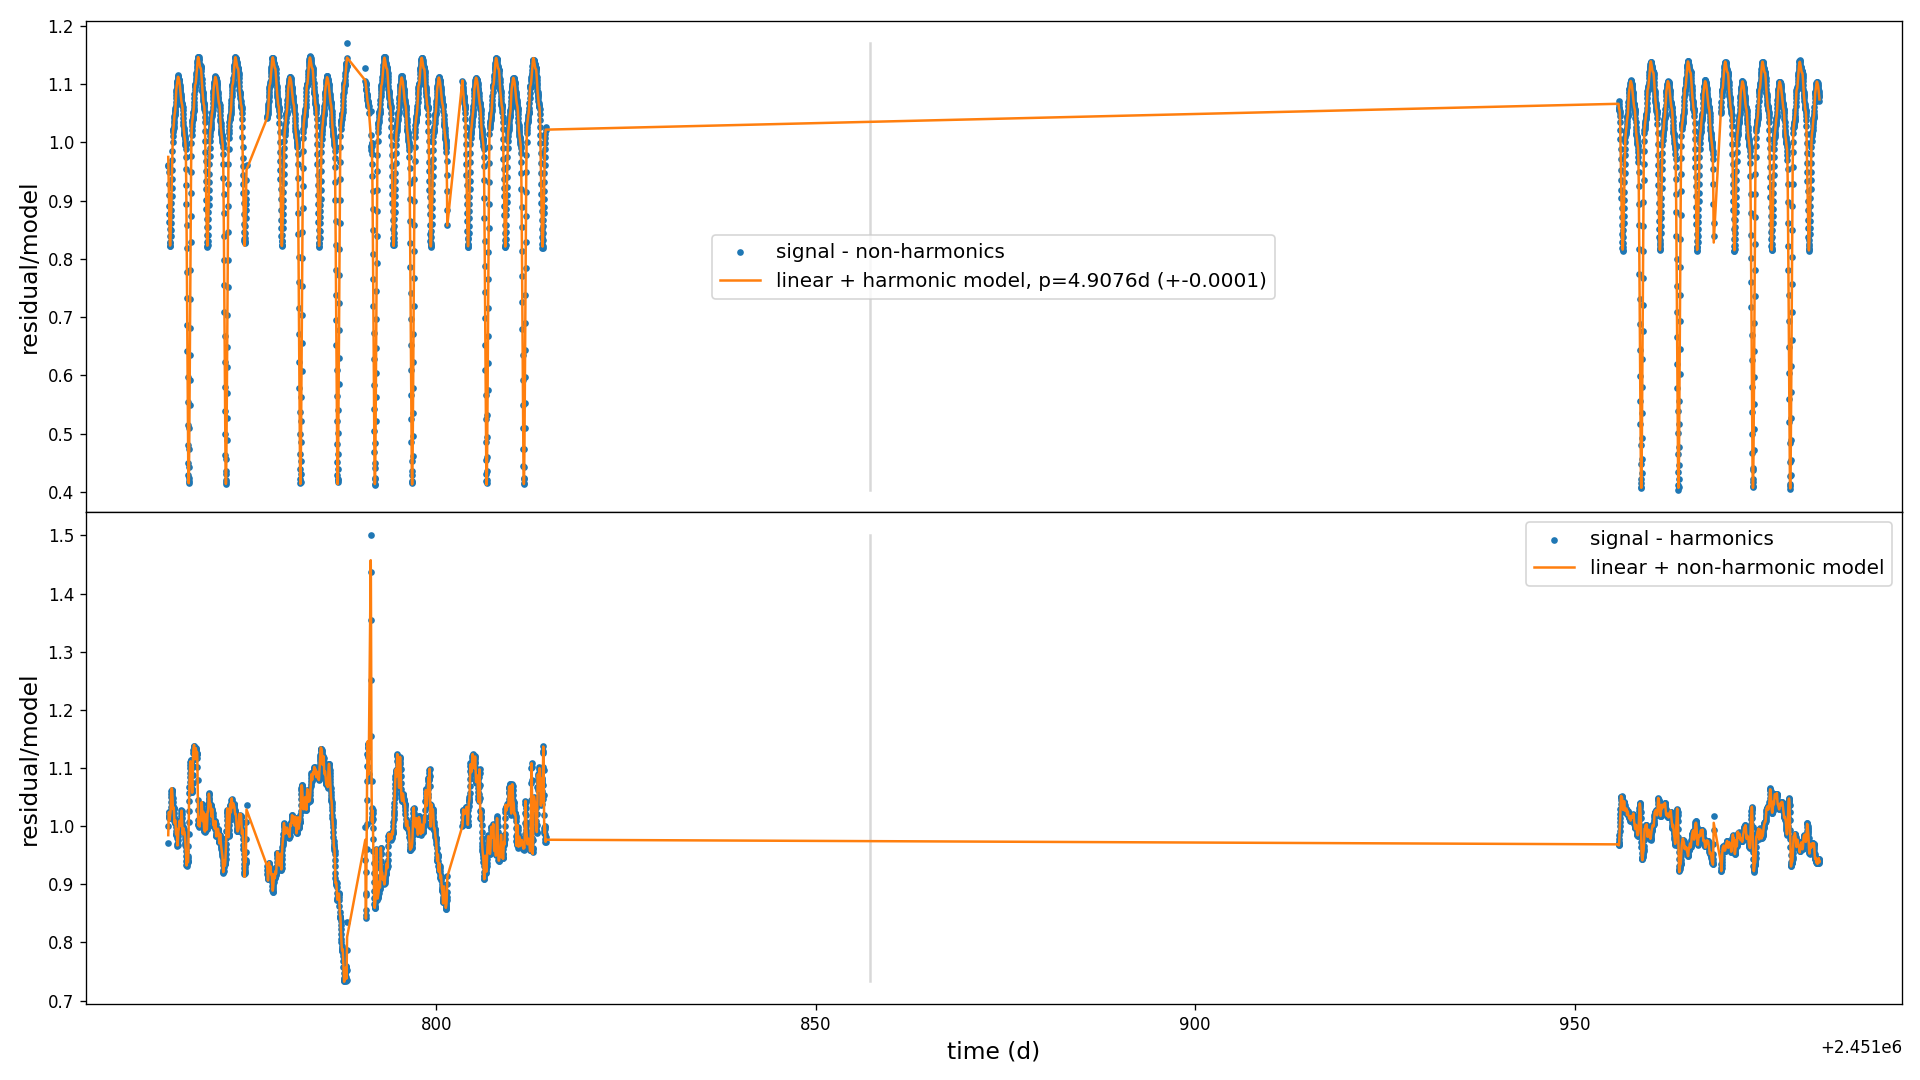 1.2
1.1
1.0
0.9
0.8
0.7
0.6
0.5
0.4
residual/model
signal - non-harmonics
linear + harmonic model, p=4.9076d (+-0.0001)
1.5
1.4
1.3
1.2
1.1
1.0
0.9
0.8
0.7
residual/model
signal - harmonics
linear + non-harmonic model
800
850
900
950
time (d)
+2.451e6